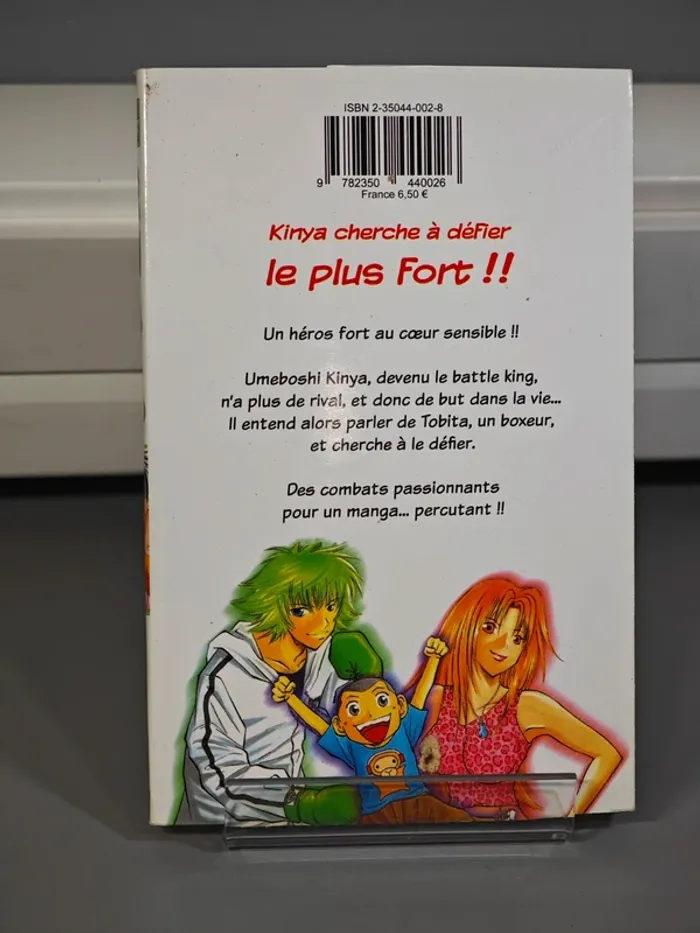 ISBN 2-35044-002-8
9 782350 440026
France 6,50 €
Kinya cherche à défier
le plus fort !!
Un héros fort au cœur sensible !!
Umeboshi Kinya, devenu le battle king,
n'a plus de rival, et donc de but dans la vie...
Il entend alors parler de Tobita, un boxeur,
et cherche à le défier.
Des combats passionnants
pour un manga... percutant !!